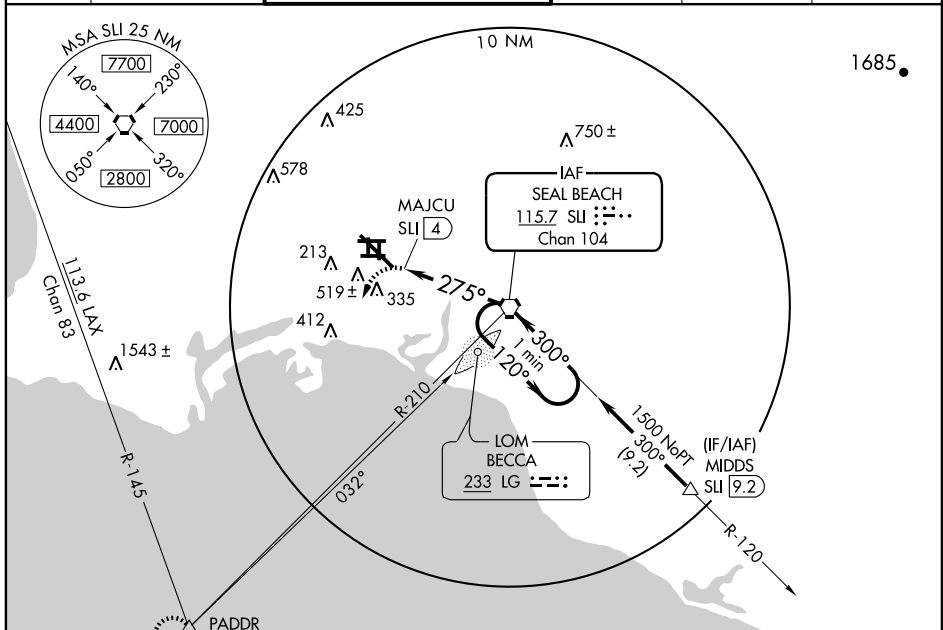 MSA SLI 25 NM
7700
140°
230°
4400
7000
050°
320°
2800
10 NM
1685
425
750 ±
578
IAF
SEAL BEACH
115.7 SLI
Chan 104
MAJCU
SLI 4
213
519 ±
335
275°
113.6 LAX
Chan 83
412
1543 ±
300°
1 min
120°
R-210
032°
1500 NoPT
300°
(9.2)
(IF/IAF)
MIDDS
SLI 9.2
LOM
BECCA
233 LG
R-145
R-120
PADDR